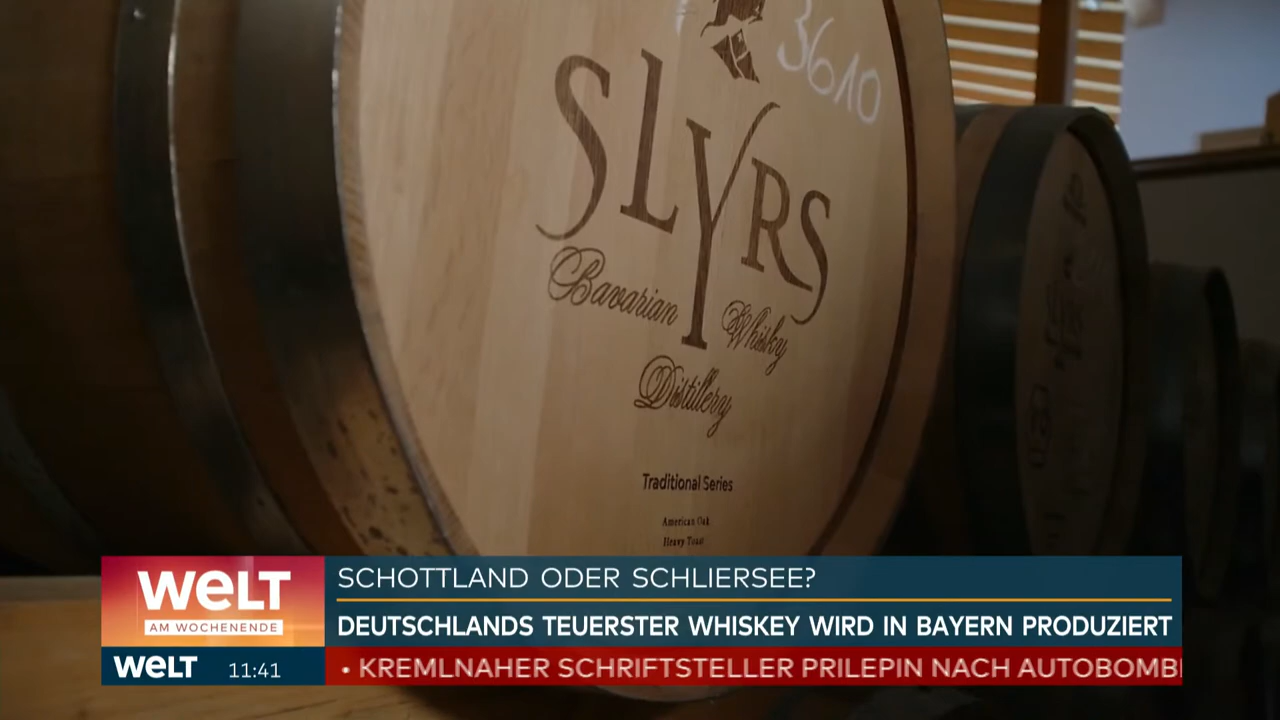 3610
SLYRS
Bavarian Whisky
Distillery
Traditional Series
American Oak
Heavy Toast
WELT
AM WOCHENENDE
SCHOTTLAND ODER SCHLIERSEE?
DEUTSCHLANDS TEUERSTER WHISKEY WIRD IN BAYERN PRODUZIERT
WELT 11:41
• KREMLNAHER SCHRIFTSTELLER PRILEPIN NACH AUTOBOMB